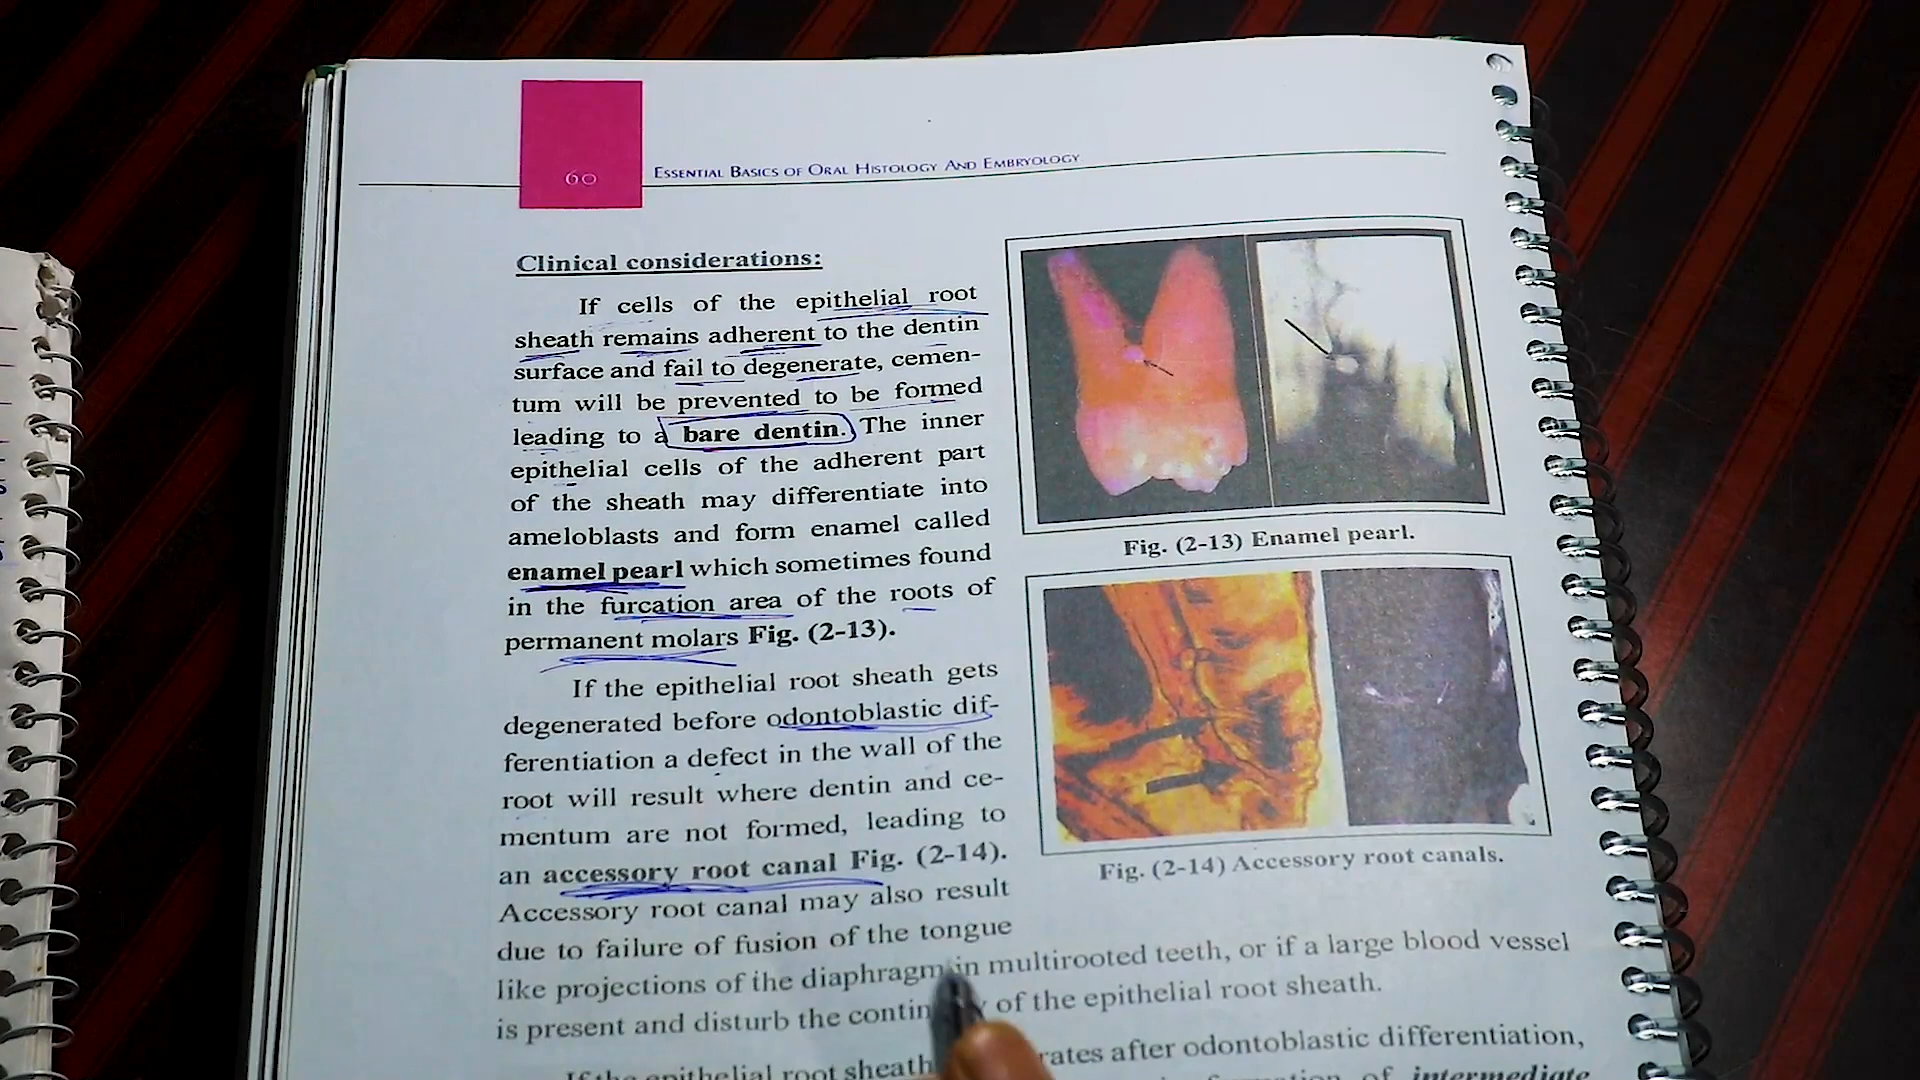 60
ESSENTIAL BASICS OF ORAL HISTOLOGY AND EMBRYOLOGY
Clinical considerations:
If cells of the epithelial root
sheath remains adherent to the dentin
surface and fail to degenerate, cemen-
tum will be prevented to be formed
leading to a bare dentin. The inner
epithelial cells of the adherent part
of the sheath may differentiate into
ameloblasts and form enamel called
enamel pearl which sometimes found
in the furcation area of the roots of
permanent molars Fig. (2-13).
Fig. (2-13) Enamel pearl.
If the epithelial root sheath gets
degenerated before odontoblastic dif-
ferentiation a defect in the wall of the
root will result where dentin and ce-
mentum are not formed, leading to
an accessory root canal Fig. (2-14).
Fig. (2-14) Accessory root canals.
Accessory root canal may also result
due to failure of fusion of the tongue
like projections of the diaphragm in multirooted teeth, or if a large blood vessel
is present and disturb the contin y of the epithelial root sheath.
If the epithelial root sheath rates after odontoblastic differentiation,
formation of intermediate